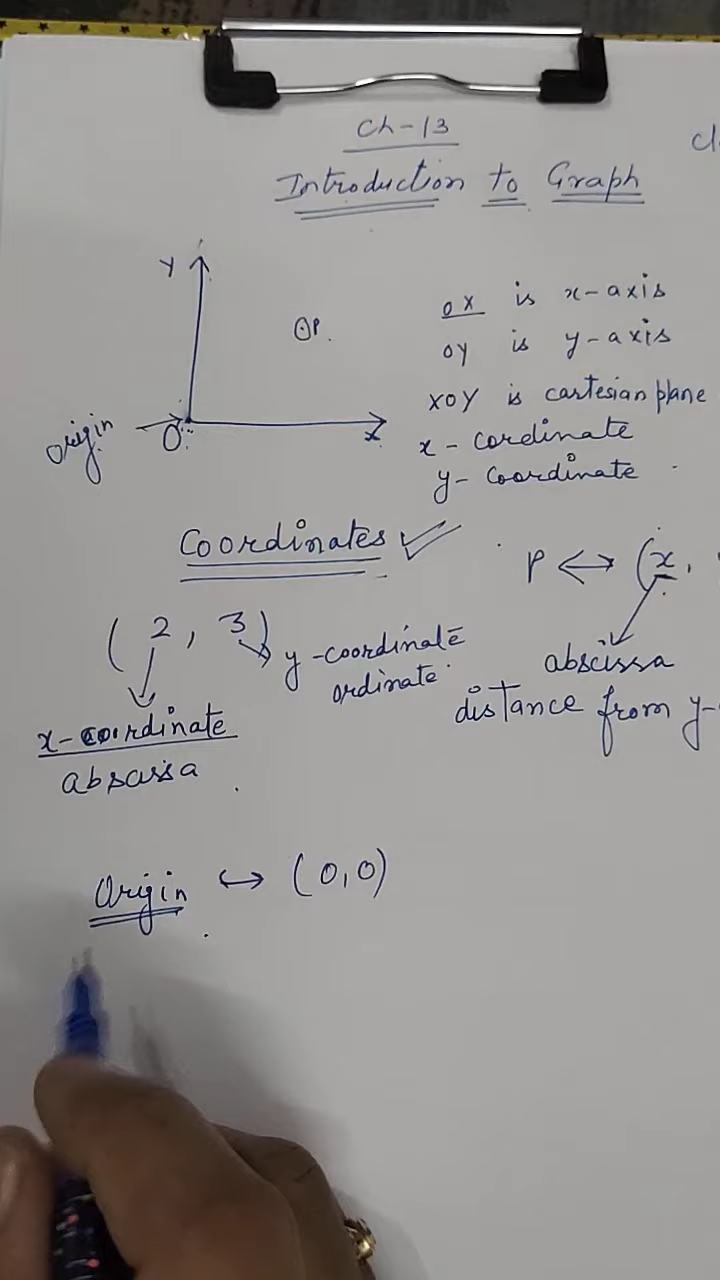 Ch-13
Introduction to Graph
Y
OP.
Origin
O
X
OX is x-axis
OY is y-axis
XOY is cartesian plane
x - cordinate
y - Coordinate
Coordinates
P ↔ (x,
abscissa
distance from y-
(2, 3)
y-coordinate
ordinate
x-coordinate
abscissa
Origin ↔ (0,0)